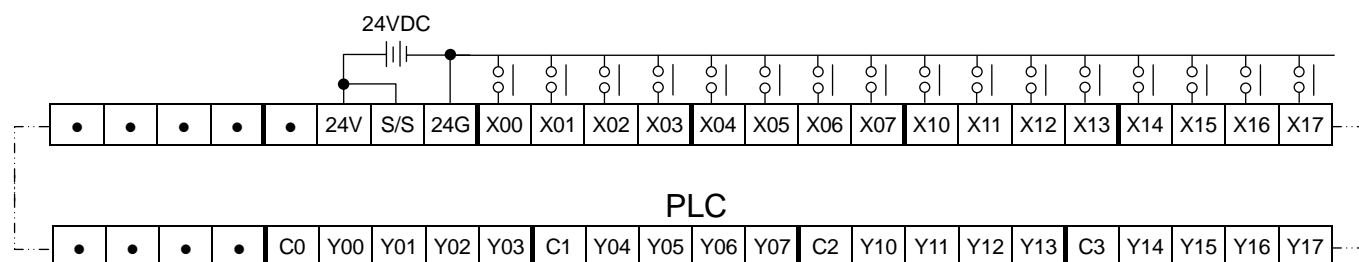 24VDC
• • • • • 24V S/S 24G X00 X01 X02 X03 X04 X05 X06 X07 X10 X11 X12 X13 X14 X15 X16 X17
PLC
• • • • C0 Y00 Y01 Y02 Y03 C1 Y04 Y05 Y06 Y07 C2 Y10 Y11 Y12 Y13 C3 Y14 Y15 Y16 Y17